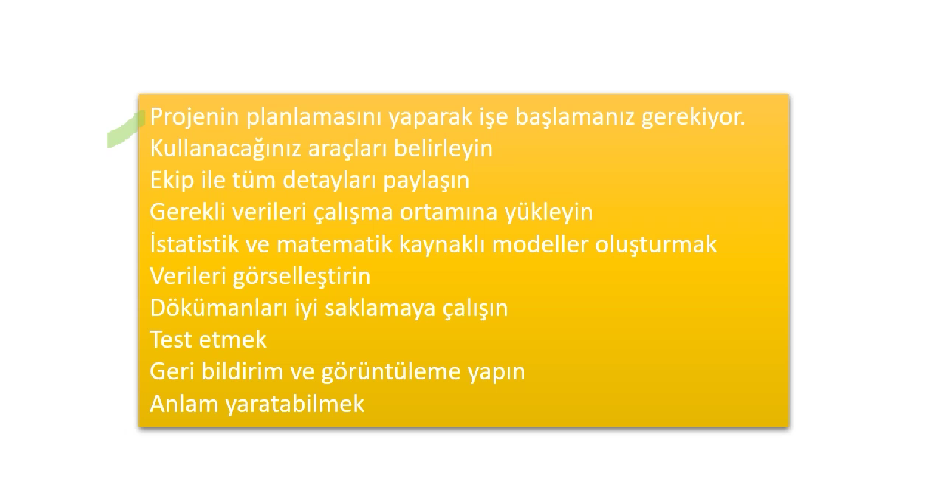 Projenin planlamasını yaparak işe başlamanız gerekiyor.
Kullanacağınız araçları belirleyin
Ekip ile tüm detayları paylaşın
Gerekli verileri çalışma ortamına yükleyin
İstatistik ve matematik kaynaklı modeller oluşturmak
Verileri görselleştirin
Dökümanları iyi saklamaya çalışın
Test etmek
Geri bildirim ve görüntüleme yapın
Anlam yaratabilmek